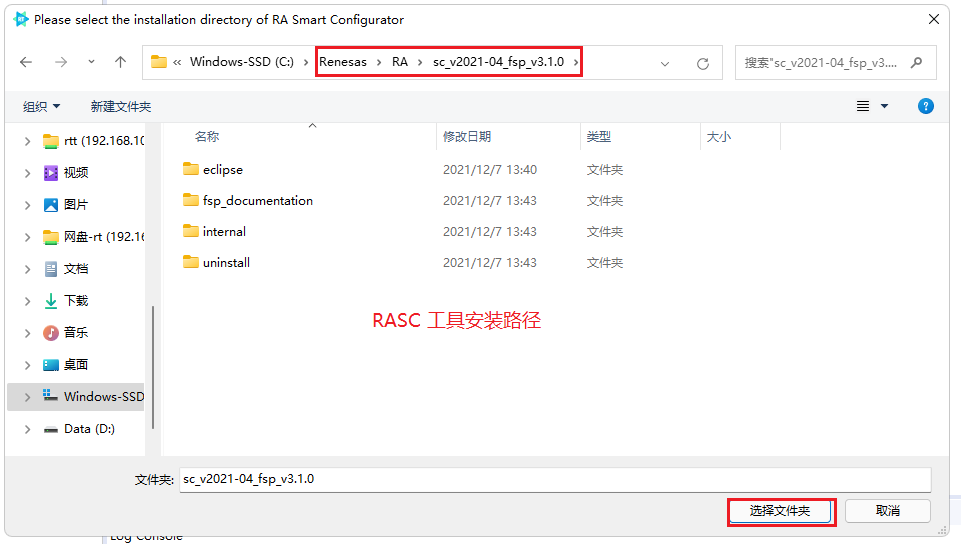 Please select the installation directory of RA Smart Configurator
« Windows-SSD (C:) › Renesas › RA › sc_v2021-04_fsp_v3.1.0 ›
搜索"sc_v2021-04_fsp_v3....
组织 新建文件夹
名称 修改日期 类型 大小
rtt (192.168.10
视频
图片
网盘-rt (192.16
文档
下载
音乐
桌面
Windows-SSD
Data (D:)
eclipse 2021/12/7 13:40 文件夹
fsp_documentation 2021/12/7 13:43 文件夹
internal 2021/12/7 13:43 文件夹
uninstall 2021/12/7 13:43 文件夹
RASC 工具安装路径
文件夹: sc_v2021-04_fsp_v3.1.0
选择文件夹 取消
Log Console